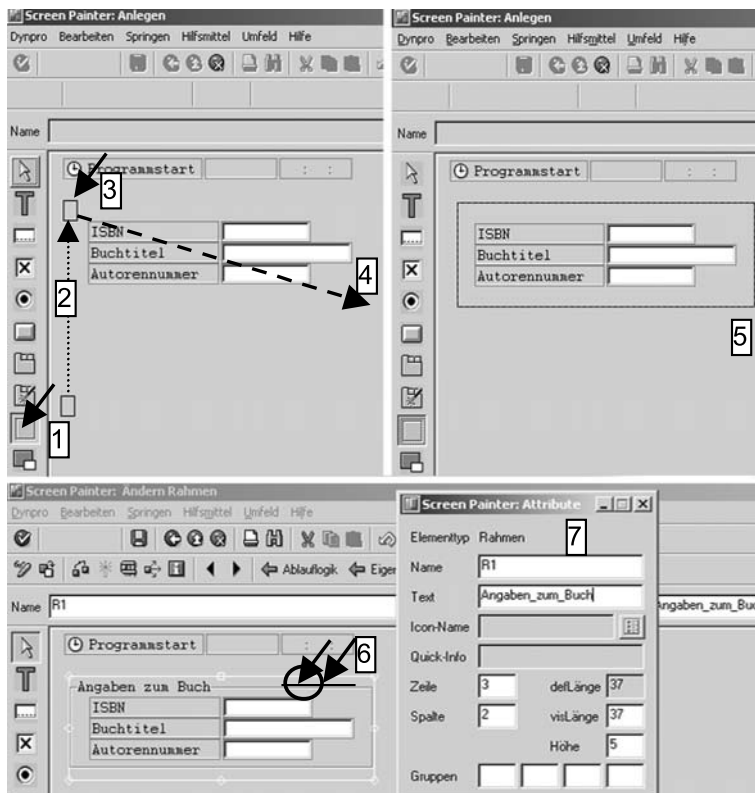 Screen Painter: Anlegen
Dynpro Bearbeiten Springen Hilfsmittel Umfeld Hilfe
Name
Programmstart : :
3
ISBN
Buchtitel
Autorennummer
2
4
1
Screen Painter: Anlegen
Dynpro Bearbeiten Springen Hilfsmittel Umfeld Hilfe
Name
Programmstart : :
ISBN
Buchtitel
Autorennummer
5
Screen Painter: Ändern Rahmen
Dynpro Bearbeiten Springen Hilfsmittel Umfeld Hilfe
Ablauflogik Eiger
Name R1
Programmstart : :
6
Angaben zum Buch
ISBN
Buchtitel
Autorennummer
Screen Painter: Attribute
Elementtyp Rahmen
7
Name R1
Text Angaben_zum_Buch
Icon-Name
Quick-Info
Zeile 3 defLänge 37
Spalte 2 visLänge 37
Höhe 5
Gruppen
Angaben_zum_Buc